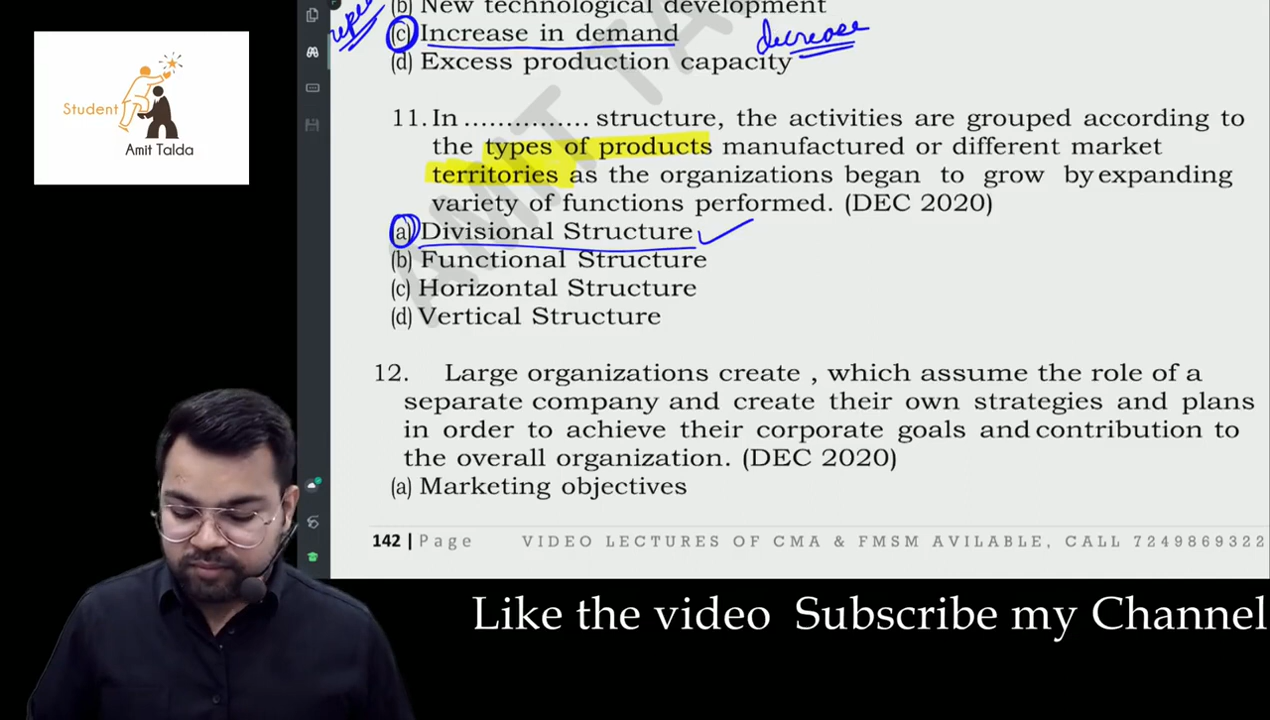 (b) New technological development
(c) Increase in demand
decrease
(d) Excess production capacity
11. In ............... structure, the activities are grouped according to
the types of products manufactured or different market
territories as the organizations began to grow by expanding
variety of functions performed. (DEC 2020)
(a) Divisional Structure
(b) Functional Structure
(c) Horizontal Structure
(d) Vertical Structure
12. Large organizations create , which assume the role of a
separate company and create their own strategies and plans
in order to achieve their corporate goals and contribution to
the overall organization. (DEC 2020)
(a) Marketing objectives
142 | Page VIDEO LECTURES OF CMA & FMSM AVILABLE, CALL 7249869322
Student
Amit Talda
AMIT TA
Like the video Subscribe my Channel